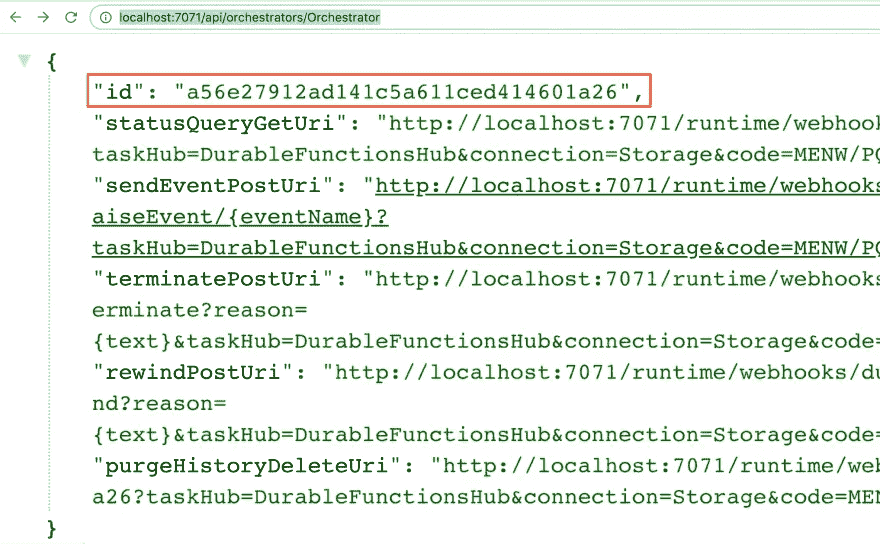 localhost:7071/api/orchestrators/Orchestrator
{
"id": "a56e27912ad141c5a611ced414601a26",
"statusQueryGetUri": "http://localhost:7071/runtime/webhook
taskHub=DurableFunctionsHub&connection=Storage&code=MENW/PQ
"sendEventPostUri": "http://localhost:7071/runtime/webhooks
aiseEvent/{eventName}?
taskHub=DurableFunctionsHub&connection=Storage&code=MENW/PQ
"terminatePostUri": "http://localhost:7071/runtime/webhooks
erminate?reason=
{text}&taskHub=DurableFunctionsHub&connection=Storage&code=
"rewindPostUri": "http://localhost:7071/runtime/webhooks/du
nd?reason=
{text}&taskHub=DurableFunctionsHub&connection=Storage&code=
"purgeHistoryDeleteUri": "http://localhost:7071/runtime/web
a26?taskHub=DurableFunctionsHub&connection=Storage&code=MEN
}